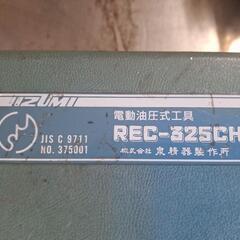 IZUMI
電動油圧式工具
REC-325CH
JIS C 9711
NO. 375001
株式会社 泉精器製作所